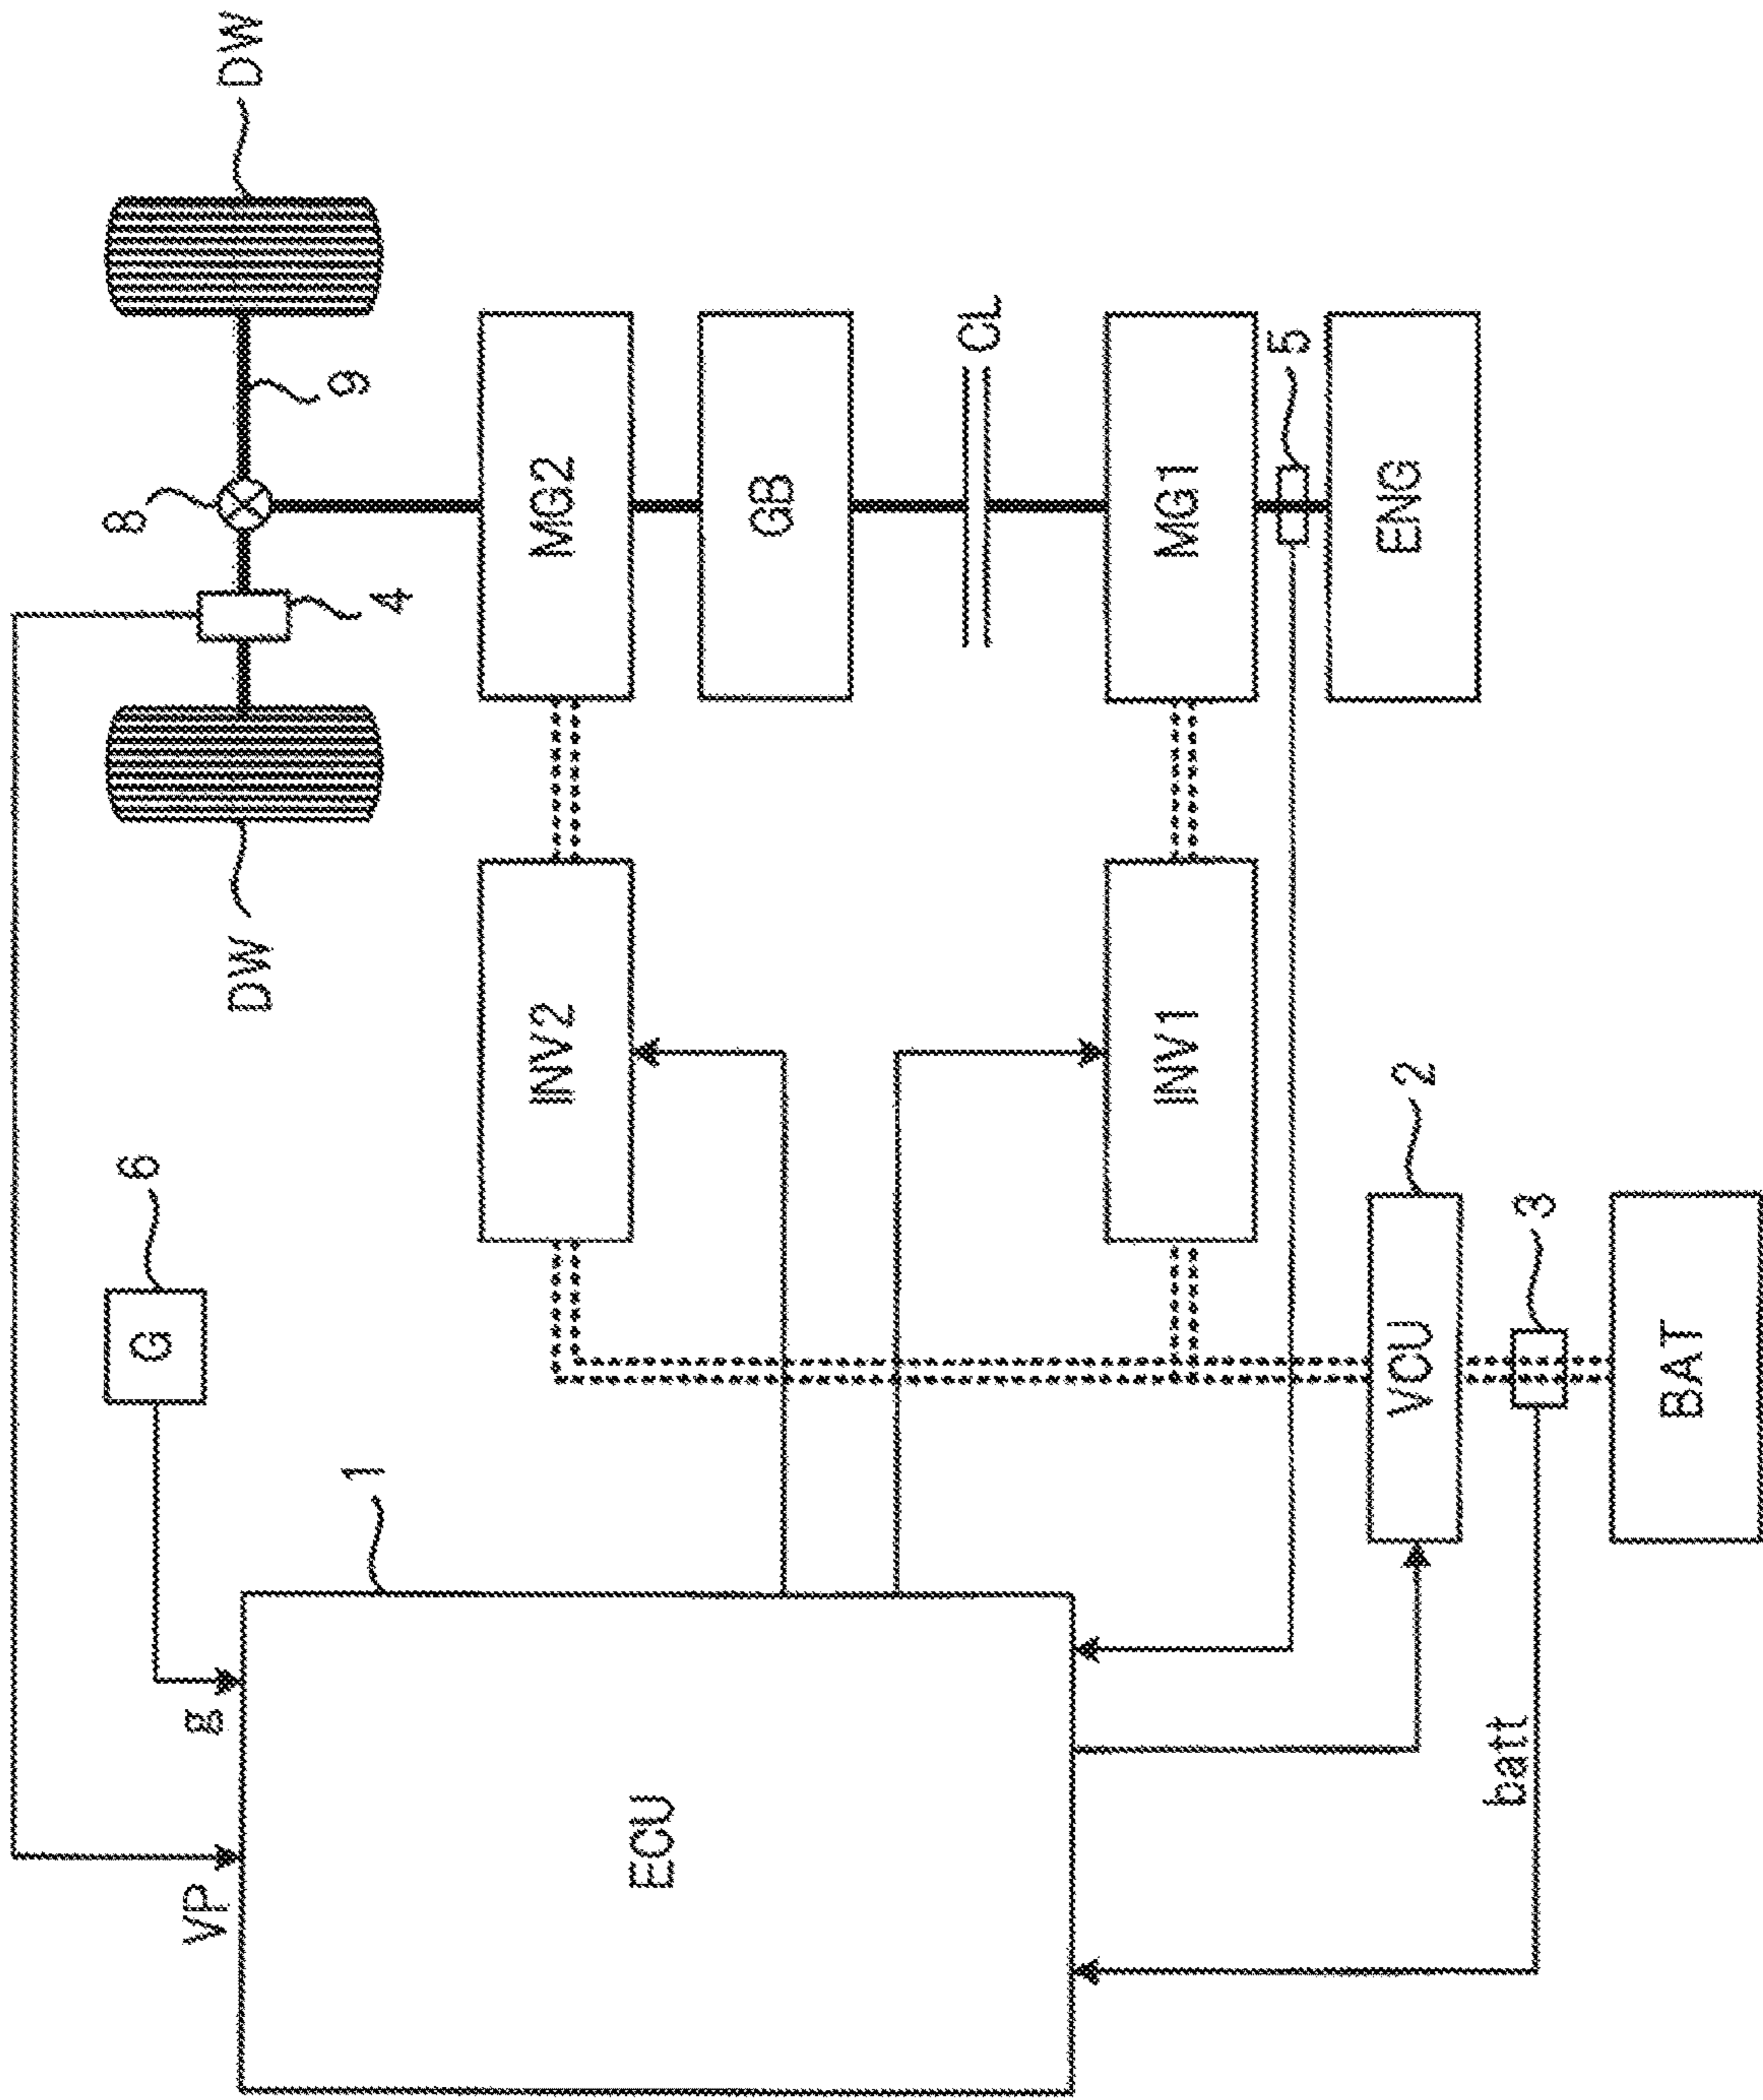 DW
9
8
4
DW
MG2
GB
CL
MG1
5
ENG
INV2
INV1
6
G
2
VCU
3
BAT
1
g
VP
ECU
batt